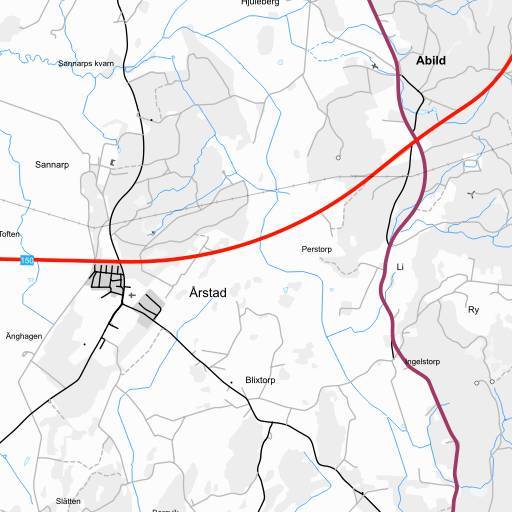 Hjuleberg
Sannarps kvarn
Abild
Sannarp
Toften
Perstorp
150
Li
Årstad
Ry
Änghagen
Ingelstorp
Blixtorp
Slätten